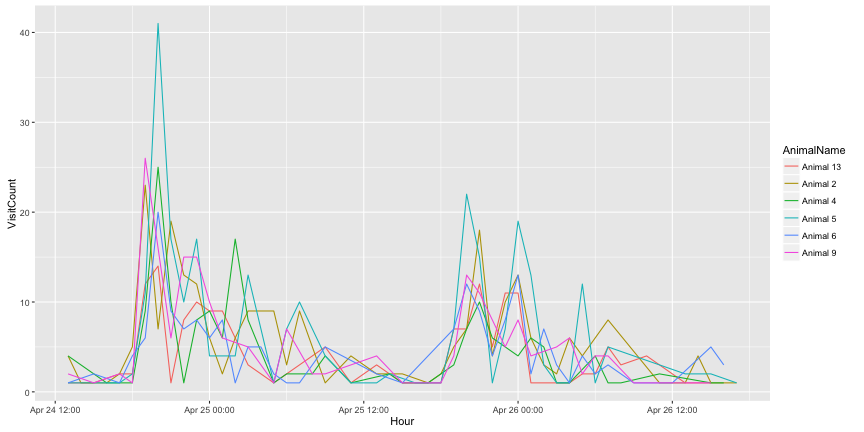 40
30
20
10
0
VisitCount
Apr 24 12:00
Apr 25 00:00
Apr 25 12:00
Apr 26 00:00
Apr 26 12:00
Hour
AnimalName
Animal 13
Animal 2
Animal 4
Animal 5
Animal 6
Animal 9